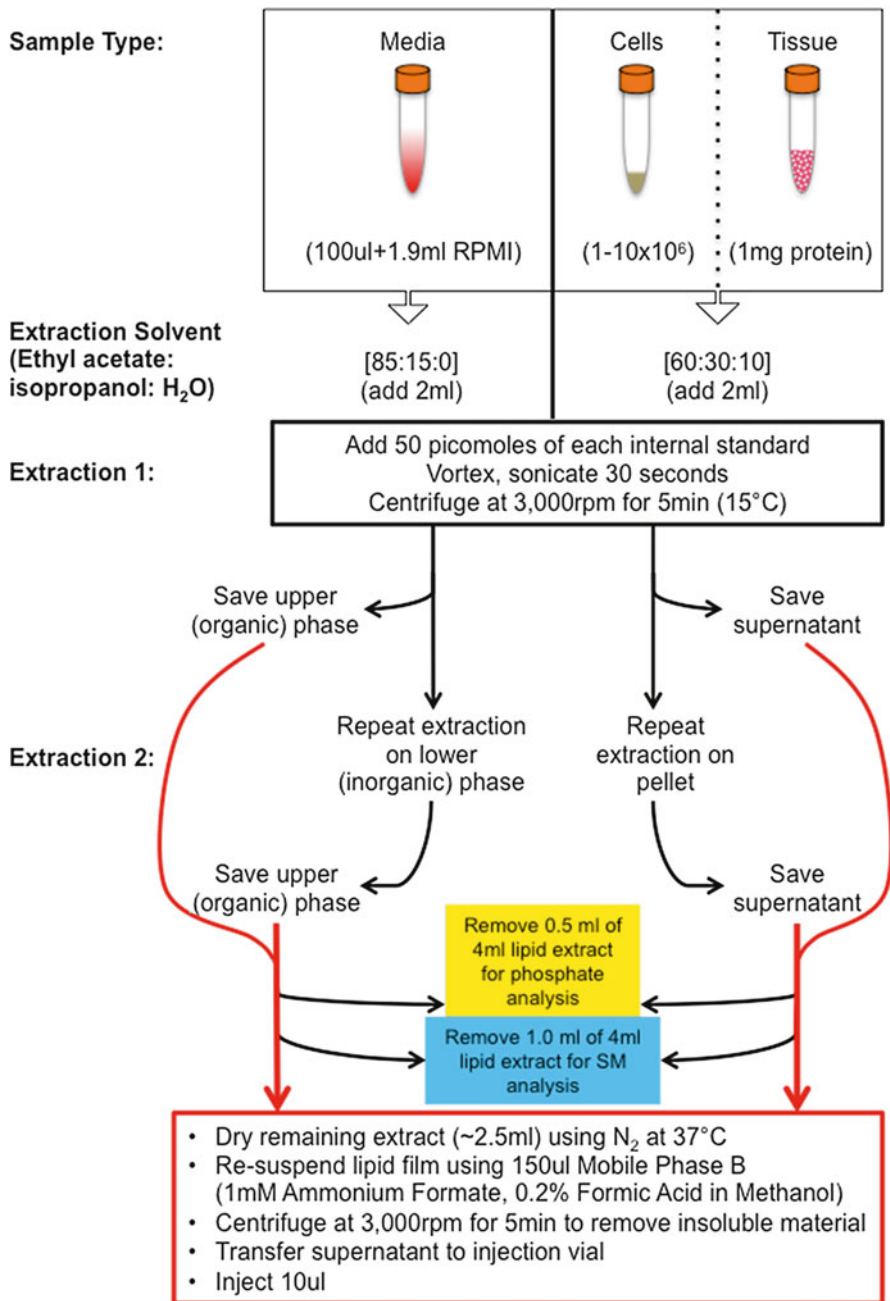 Sample Type:
Media
Cells
Tissue
(100ul+1.9ml RPMI)
(1-10x10⁶)
(1mg protein)
Extraction Solvent
(Ethyl acetate:
isopropanol: H₂O)
[85:15:0]
(add 2ml)
[60:30:10]
(add 2ml)
Extraction 1:
Add 50 picomoles of each internal standard
Vortex, sonicate 30 seconds
Centrifuge at 3,000rpm for 5min (15°C)
Save upper
(organic) phase
Save
supernatant
Extraction 2:
Repeat extraction
on lower
(inorganic) phase
Repeat
extraction on
pellet
Save upper
(organic) phase
Save
supernatant
Remove 0.5 ml of
4ml lipid extract
for phosphate
analysis
Remove 1.0 ml of 4ml
lipid extract for SM
analysis
• Dry remaining extract (~2.5ml) using N₂ at 37°C
• Re-suspend lipid film using 150ul Mobile Phase B
(1mM Ammonium Formate, 0.2% Formic Acid in Methanol)
• Centrifuge at 3,000rpm for 5min to remove insoluble material
• Transfer supernatant to injection vial
• Inject 10ul